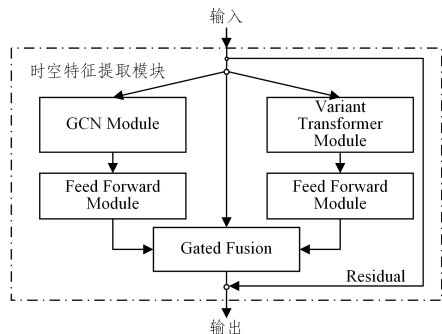 输入
时空特征提取模块
GCN Module
Variant
Transformer
Module
Feed Forward
Module
Feed Forward
Module
Gated Fusion
Residual
输出